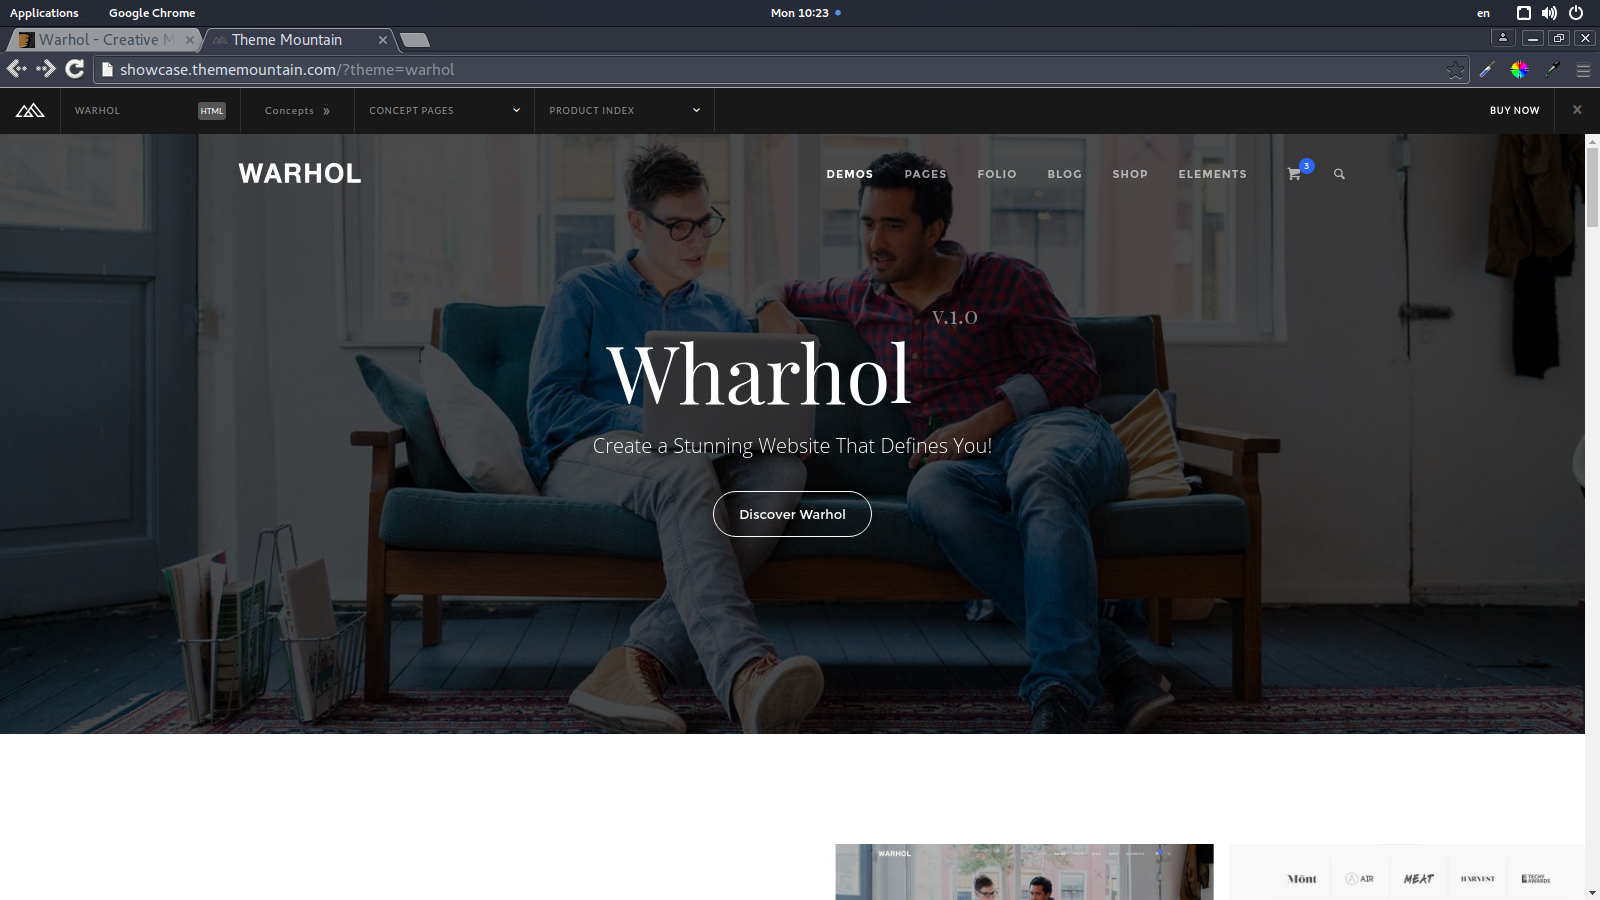 Applications Google Chrome Mon 10:23 en
Warhol - Creative M Theme Mountain
showcase.thememountain.com/?theme=warhol
WARHOL HTML Concepts » CONCEPT PAGES PRODUCT INDEX BUY NOW
WARHOL DEMOS PAGES FOLIO BLOG SHOP ELEMENTS 3
v.1.0
Wharhol
Create a Stunning Website That Defines You!
Discover Warhol
WARHOL
Mönt AIR MEAT HARVEST TECHY AWARDS